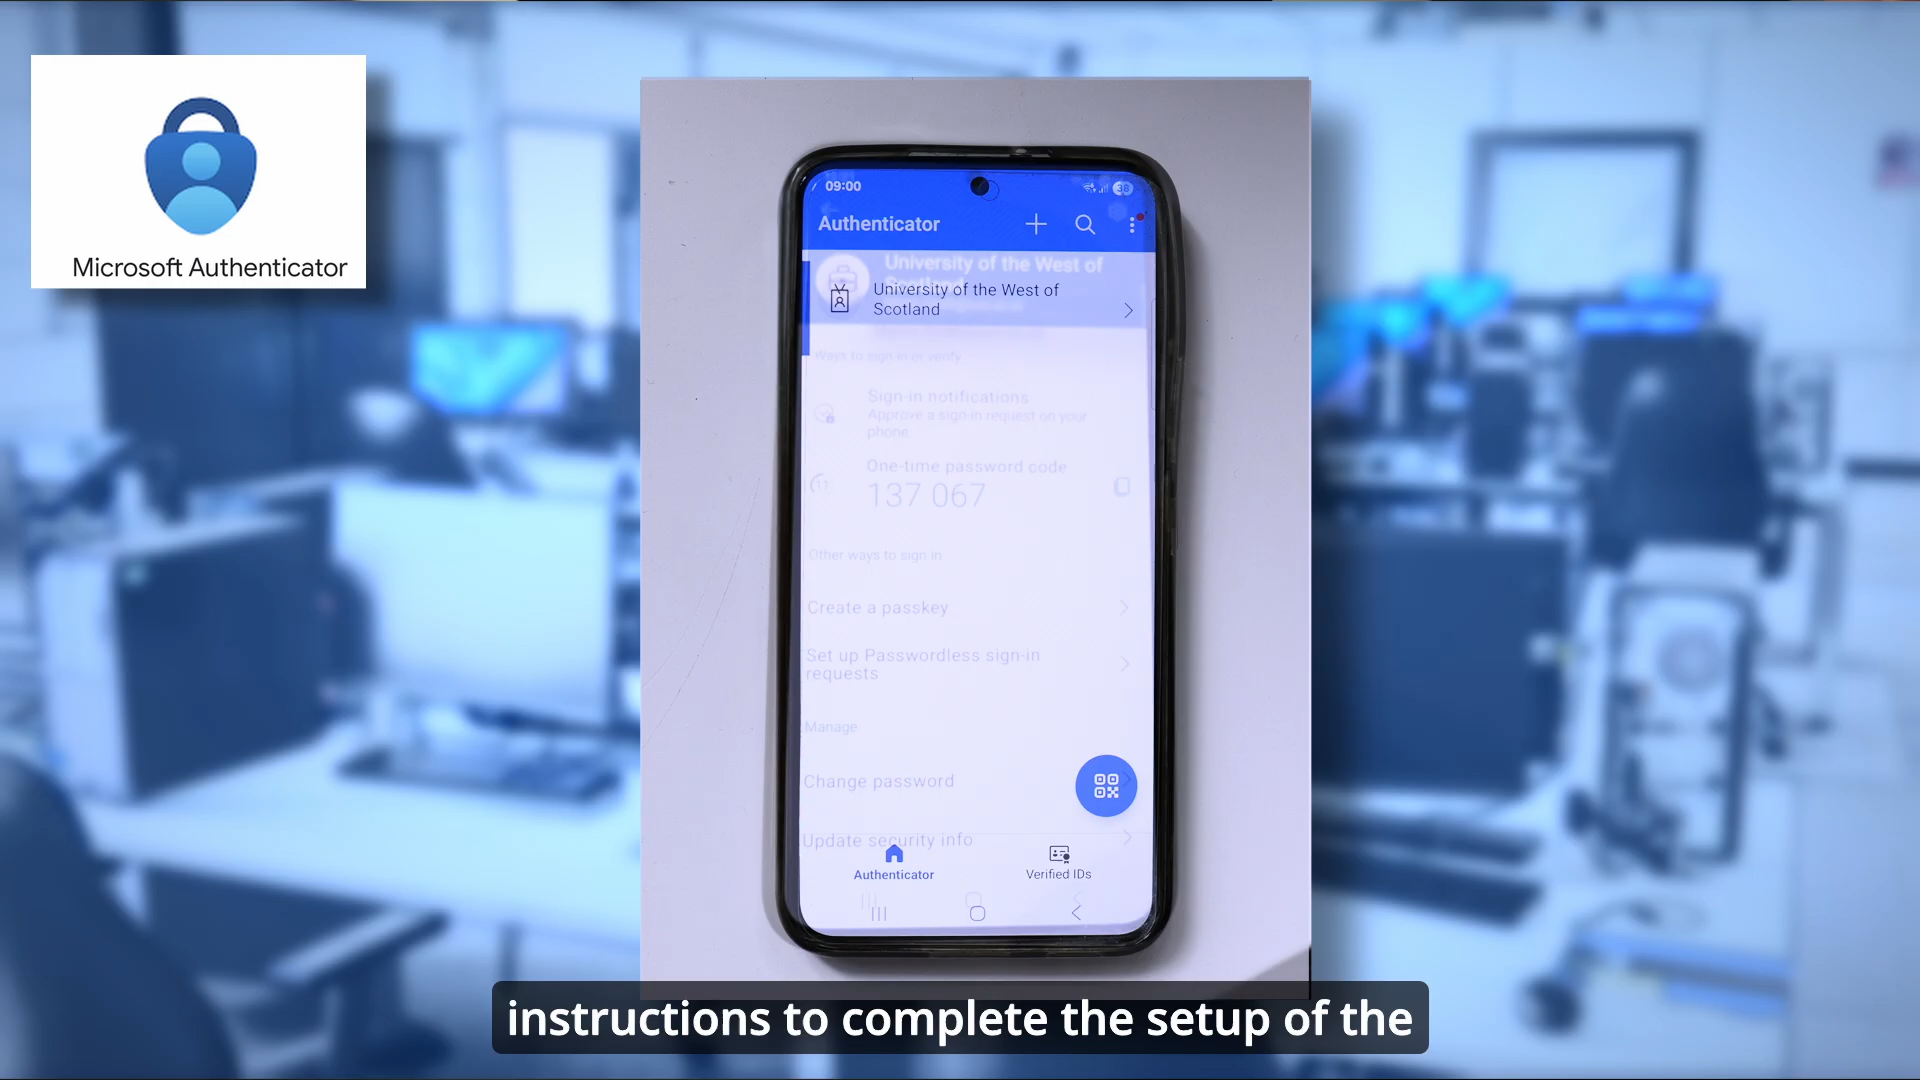 Microsoft Authenticator
09:00
38
Authenticator
University of the West of
University of the West of
Scotland
Ways to sign in or verify
Sign-in notifications
Approve a sign-in request on your
phone
One-time password code
11
137 067
Other ways to sign in
Create a passkey
Set up Passwordless sign-in
requests
Manage
Change password
Update security info
Authenticator
Verified IDs
instructions to complete the setup of the